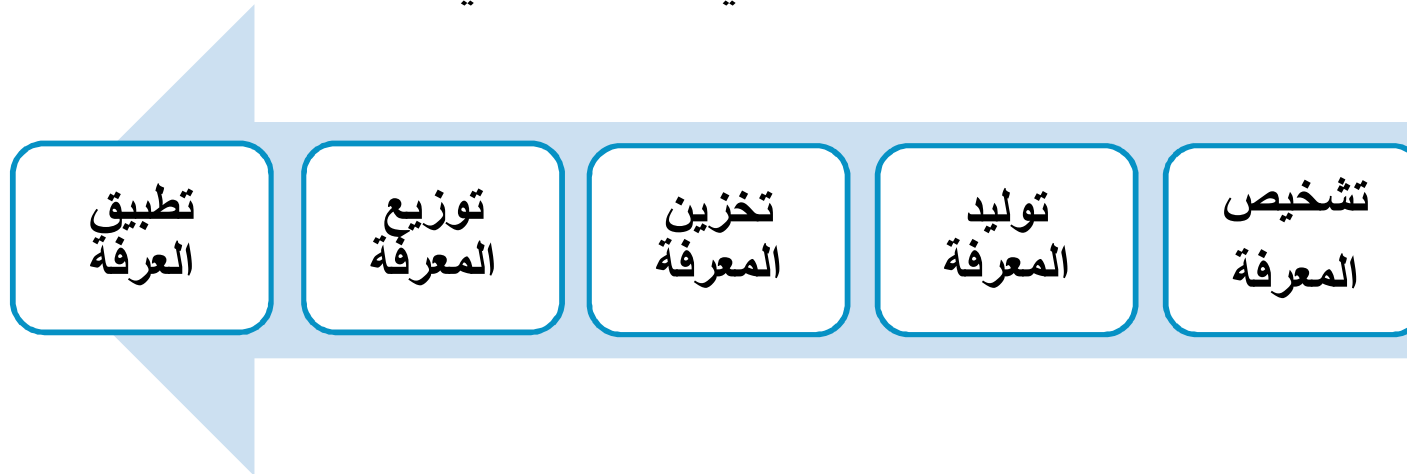 تشخيص
المعرفة
توليد
المعرفة
تخزين
المعرفة
توزيع
المعرفة
تطبيق
العرفة